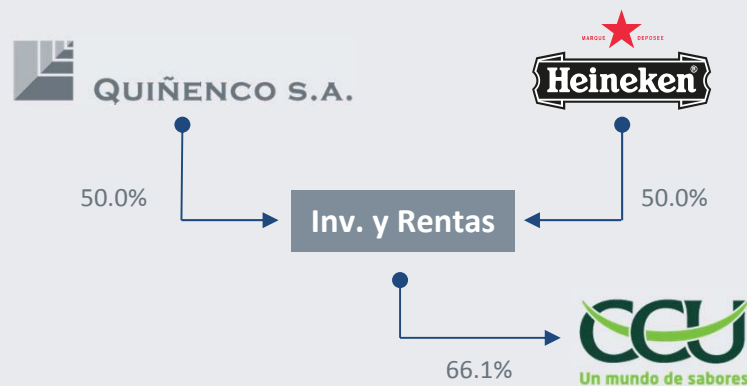 QUIÑENCO S.A.
MARQUE DEPOSEE
Heineken®
50.0%
50.0%
Inv. y Rentas
66.1%
CCU
Un mundo de sabores